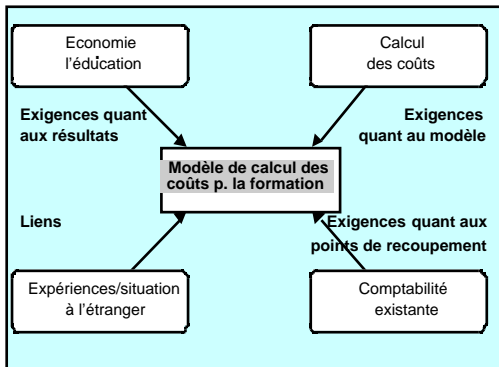 Economie
l'éducation
Calcul
des coûts
Exigences quant
aux résultats
Exigences
quant au modèle
Modèle de calcul des
coûts p. la formation
Liens
Exigences quant aux
points de recoupement
Expériences/situation
à l'étranger
Comptabilité
existante